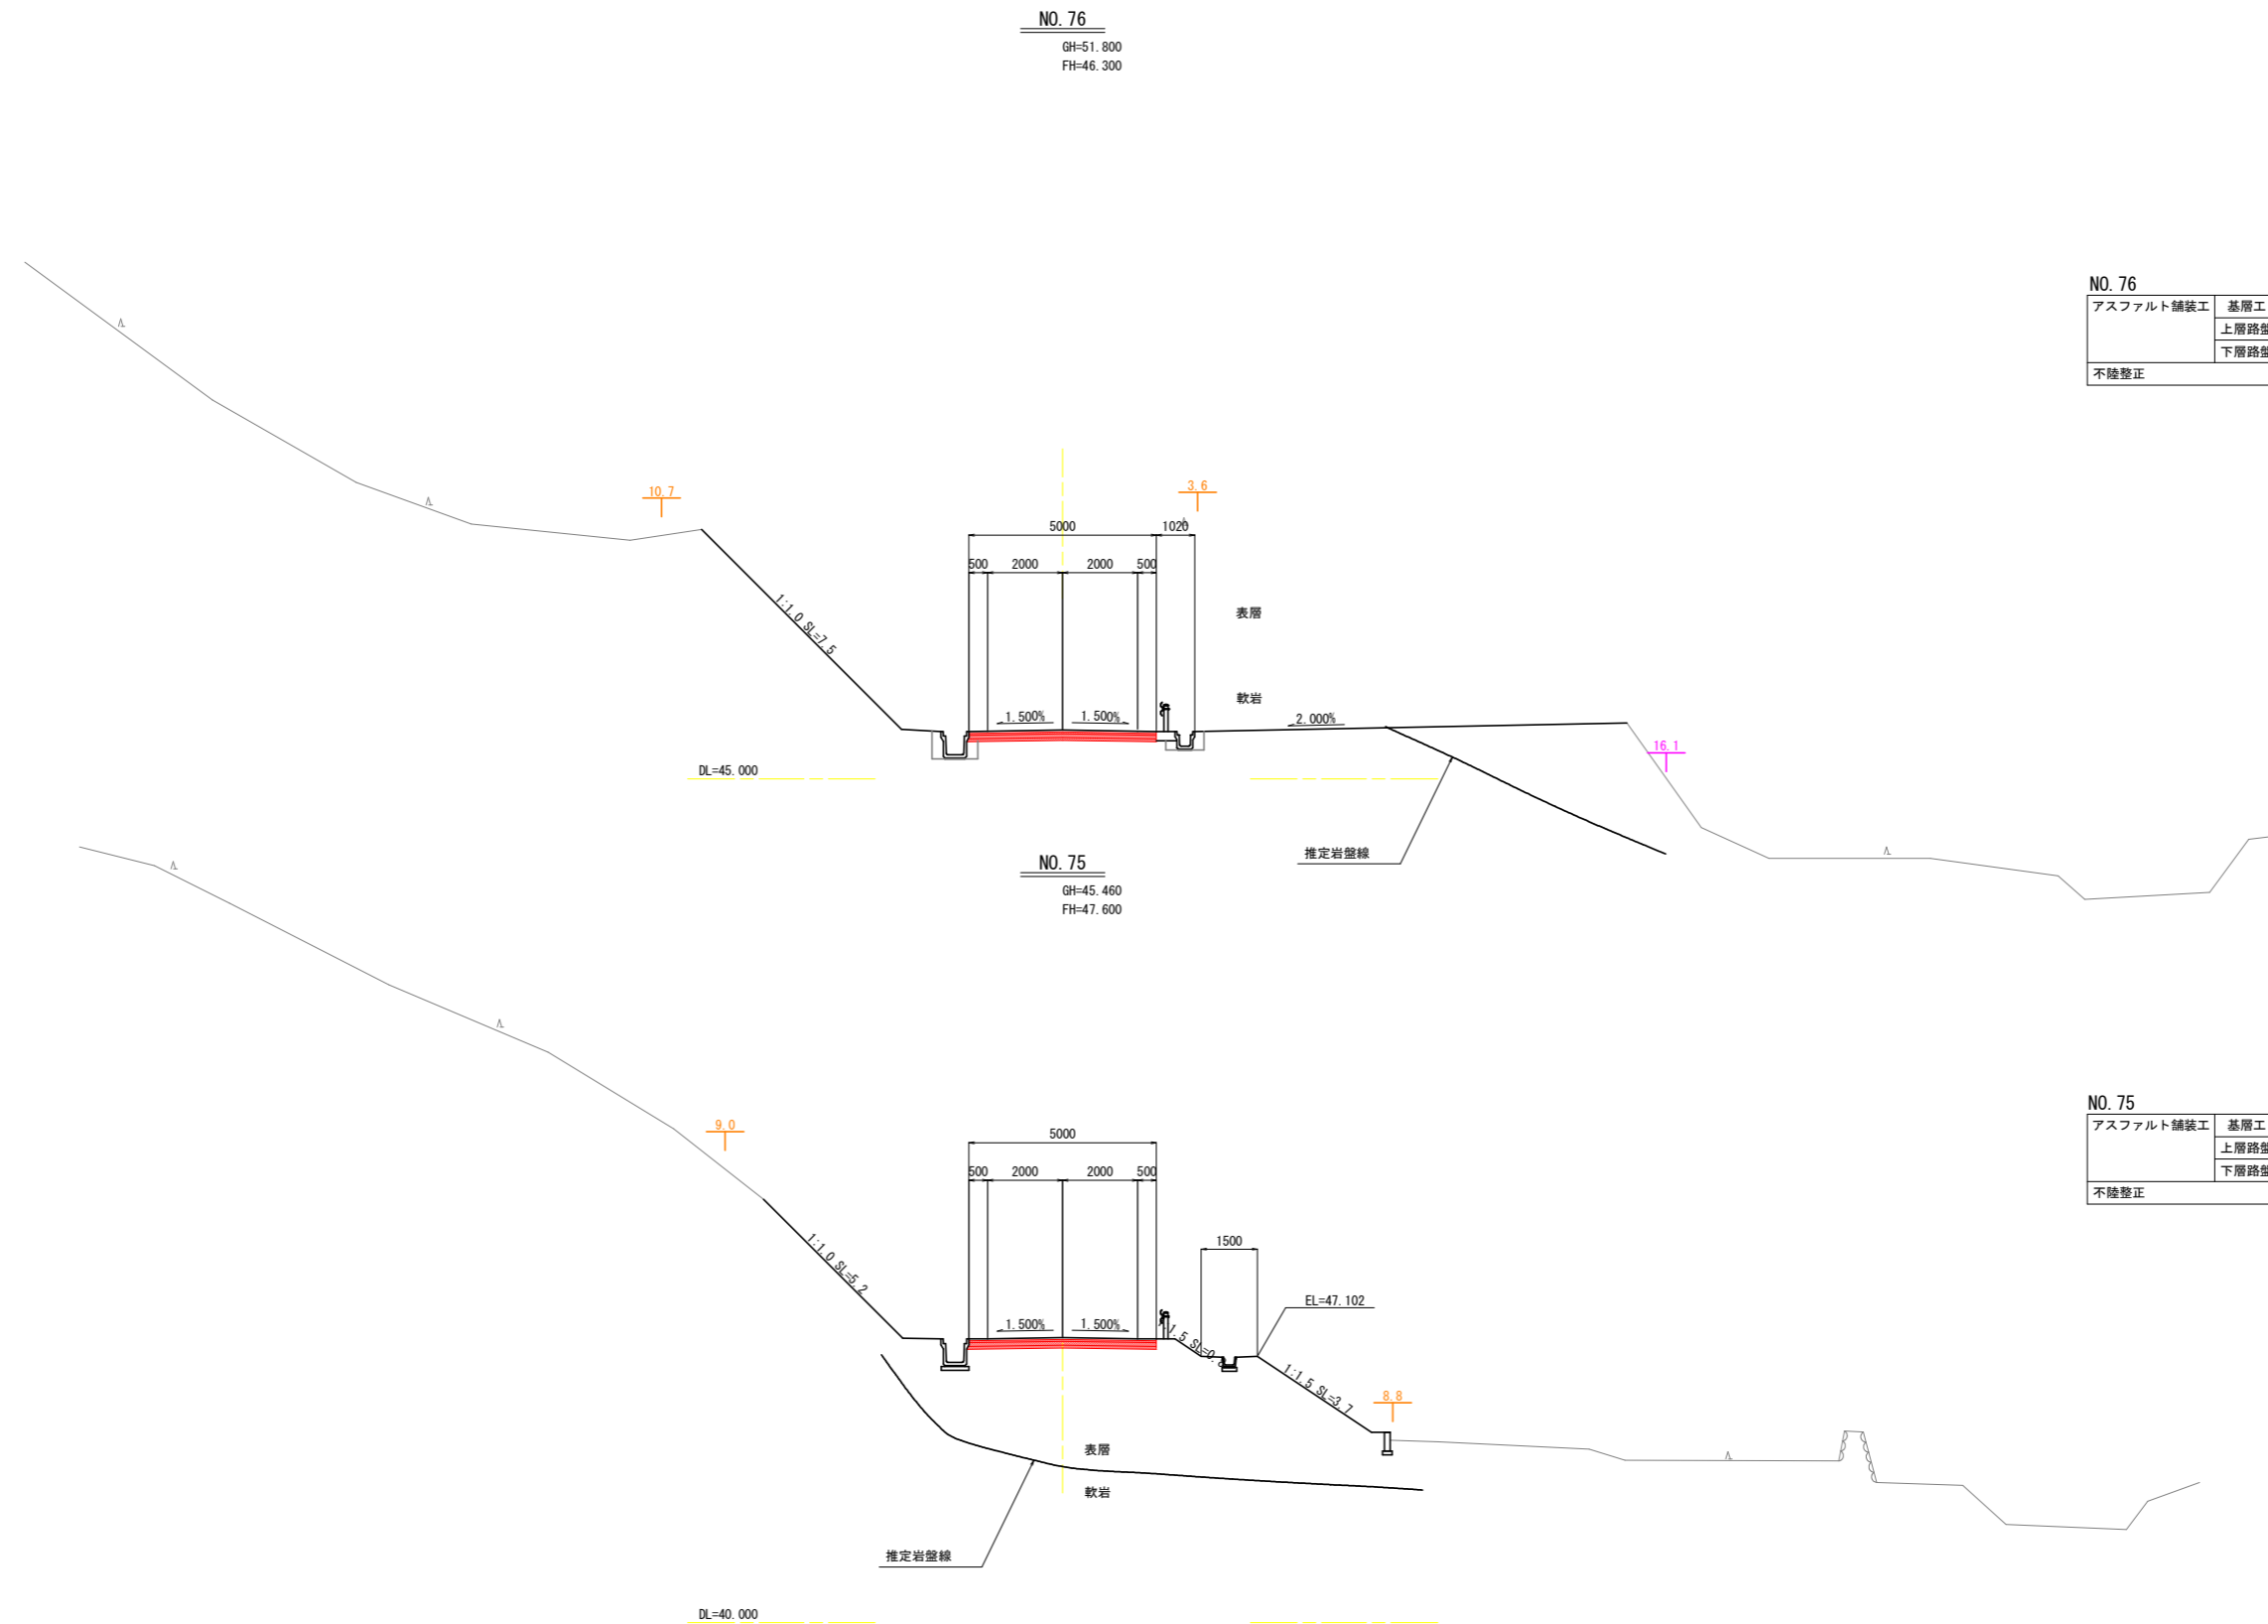 NO. 76
GH=51.800
FH=46.300
NO. 76
アスファルト舗装工 基層工
上層路盤
下層路盤
不陸整正
10.7
3.6
5000 1020
500 2000 2000 500
1:1.0 SL=7.5
表層
軟岩
1.500% 1.500%
2.000%
16.1
DL=45.000
推定岩盤線
NO. 75
GH=45.460
FH=47.600
NO. 75
アスファルト舗装工 基層工
上層路盤
下層路盤
不陸整正
9.0
5000
500 2000 2000 500
1:1.0 SL=5.2
1500
EL=47.102
1.500% 1.500%
1:1.5 SL=3.7
8.8
表層
軟岩
推定岩盤線
DL=40.000